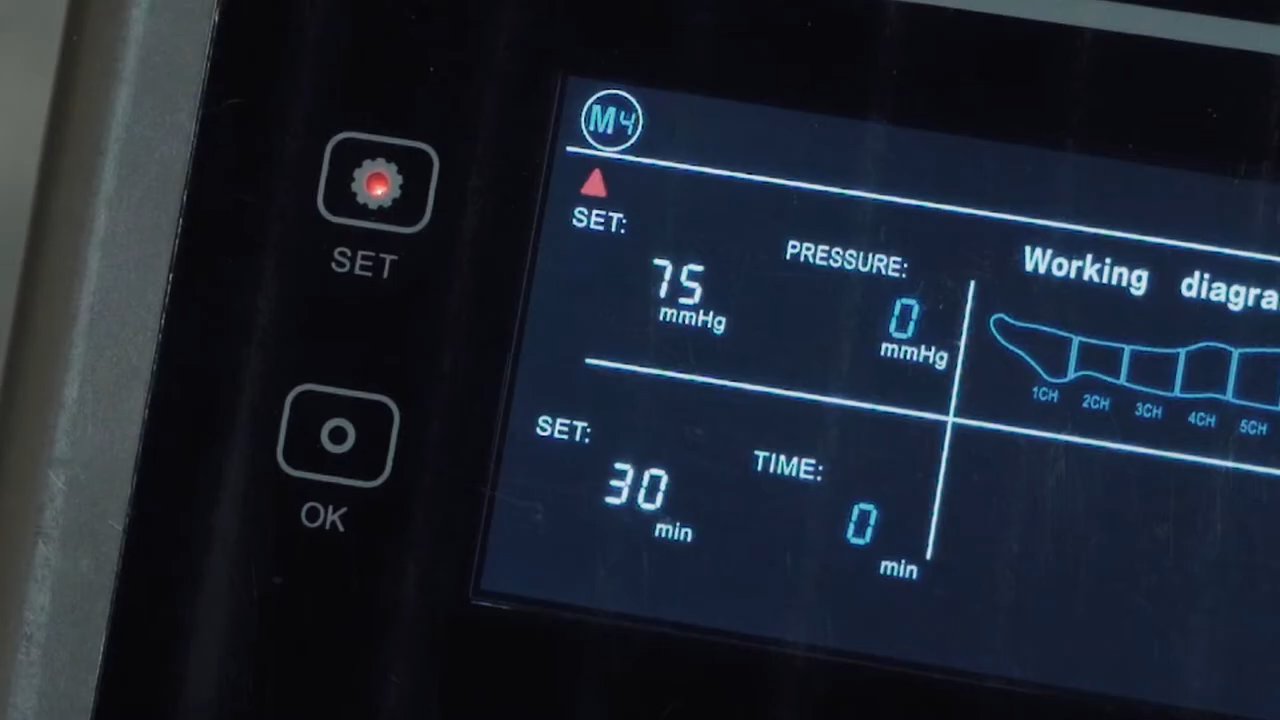 M4
SET:
PRESSURE:
Working diagra
75
mmHg
0
mmHg
1CH 2CH 3CH 4CH 5CH
SET
SET:
TIME:
30
min
0
min
OK